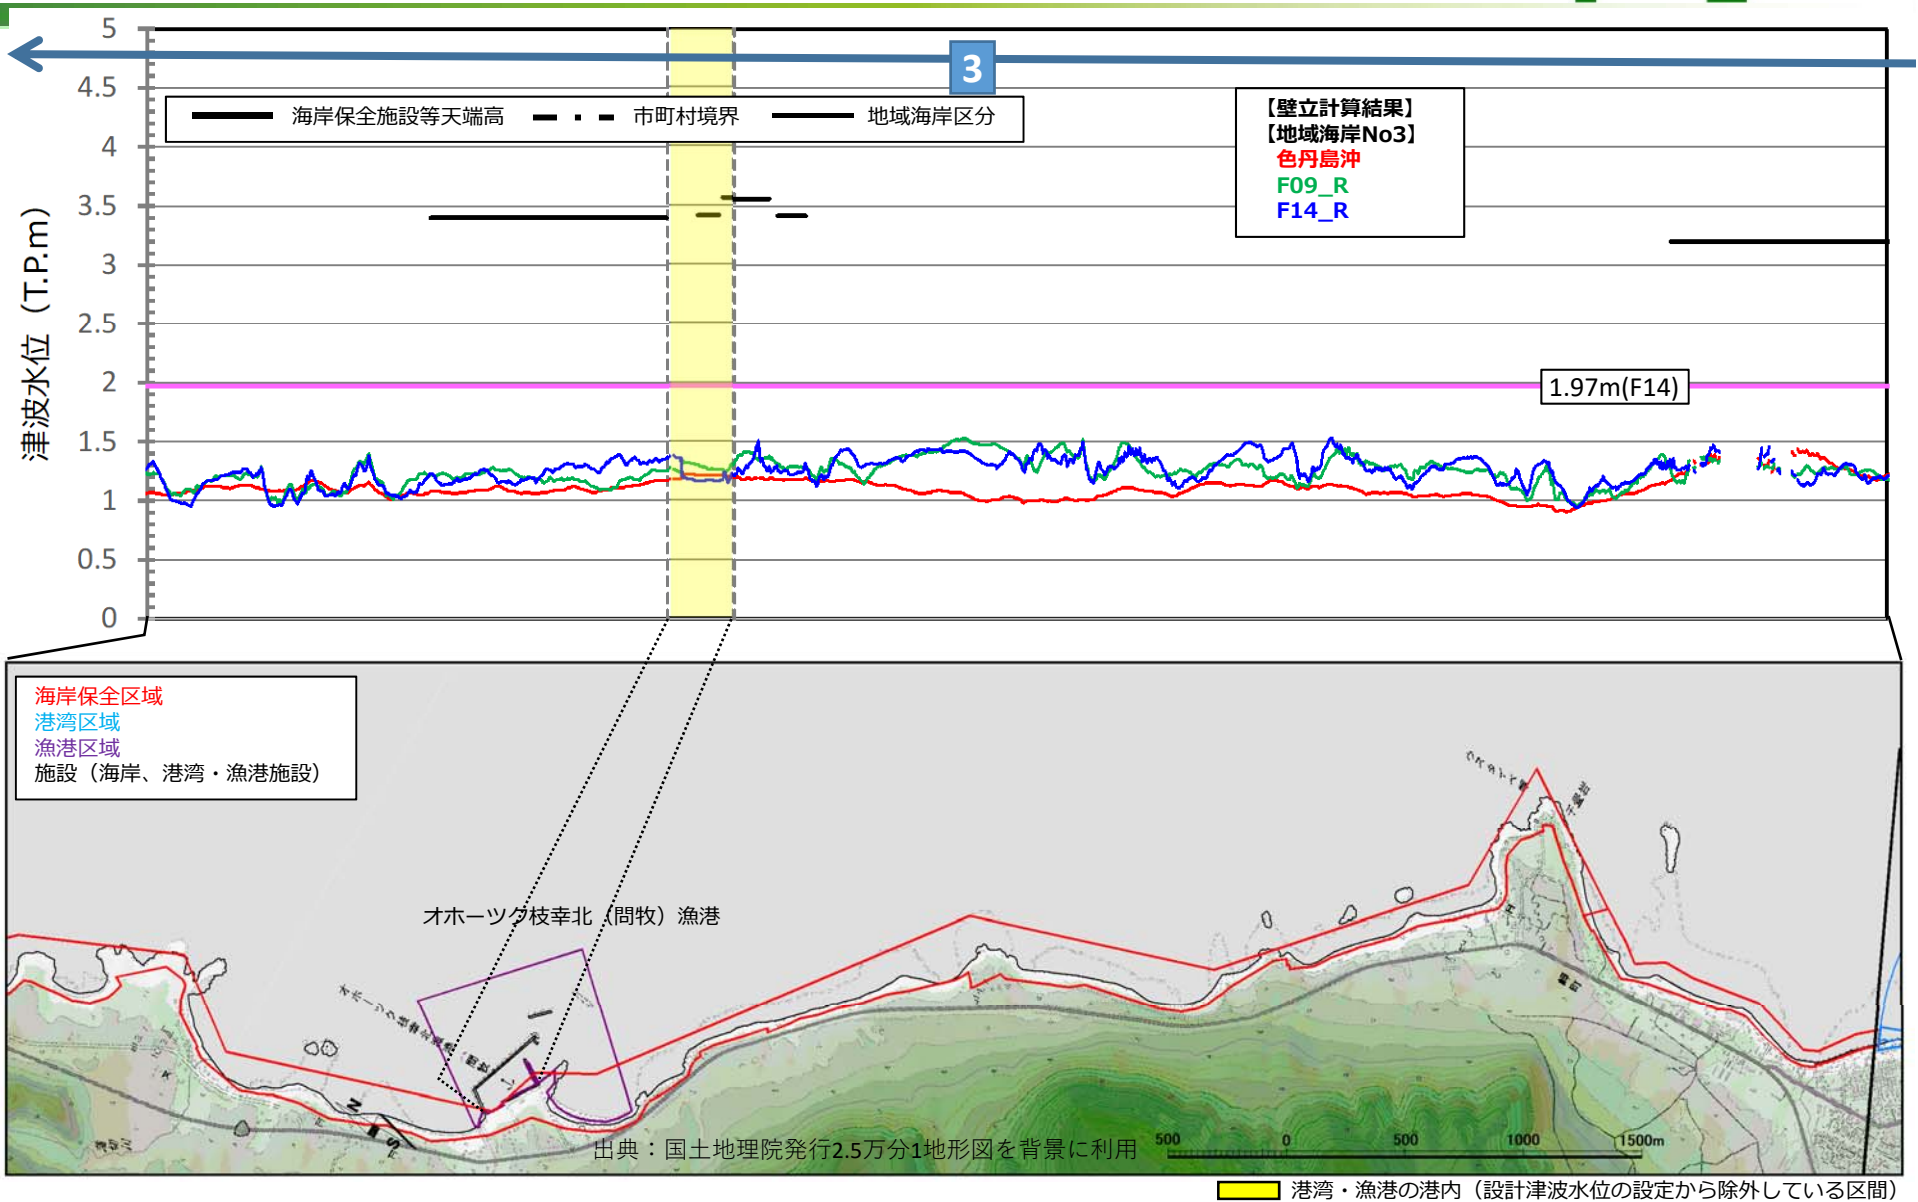 5
4.5
4
3.5
3
2.5
2
1.5
1
0.5
0
津波水位（T.P.m）
3
海岸保全施設等天端高 市町村境界 地域海岸区分
【壁立計算結果】
【地域海岸No3】
色丹島沖
F09_R
F14_R
1.97m(F14)
海岸保全区域
港湾区域
漁港区域
施設（海岸、港湾・漁港施設）
オホーツク枝幸北（問牧）漁港
N
S
出典：国土地理院発行2.5万分1地形図を背景に利用
500 0 500 1000 1500m
港湾・漁港の港内（設計津波水位の設定から除外している区間）